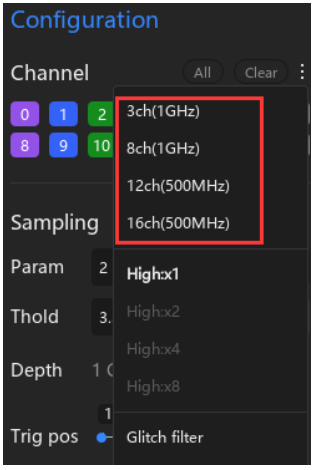 Configuration
Channel All Clear
0 1 2
8 9 10
3ch(1GHz)
8ch(1GHz)
12ch(500MHz)
16ch(500MHz)
Sampling
Param 2
Thold 3.
Depth 1
Trig pos 1
High:x1
High:x2
High:x4
High:x8
Glitch filter